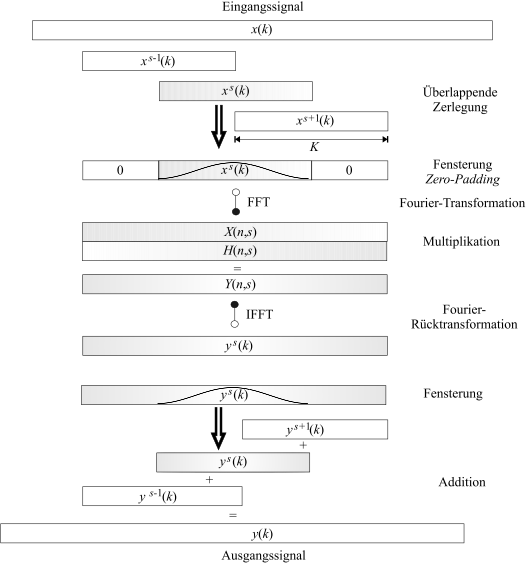 Eingangssignal
x(k)
x^{s-1}(k)
x^{s}(k)
Überlappende
Zerlegung
x^{s+1}(k)
K
0
x^{s}(k)
0
Fensterung
Zero-Padding
FFT
Fourier-Transformation
X(n,s)
H(n,s)
Multiplikation
=
Y(n,s)
IFFT
Fourier-
Rücktransformation
y^{s}(k)
y^{s}(k)
Fensterung
y^{s+1}(k)
+
y^{s}(k)
+
Addition
y^{s-1}(k)
=
y(k)
Ausgangssignal